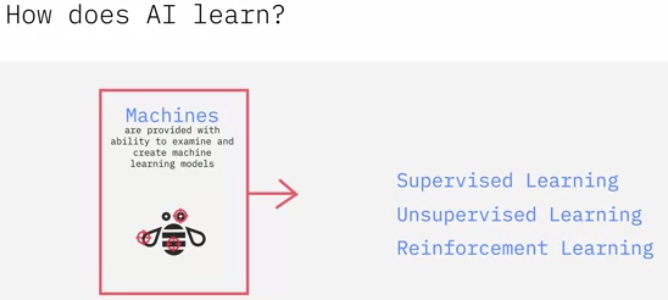 How does AI learn?
Machines
are provided with
ability to examine and
create machine
learning models
Supervised Learning
Unsupervised Learning
Reinforcement Learning